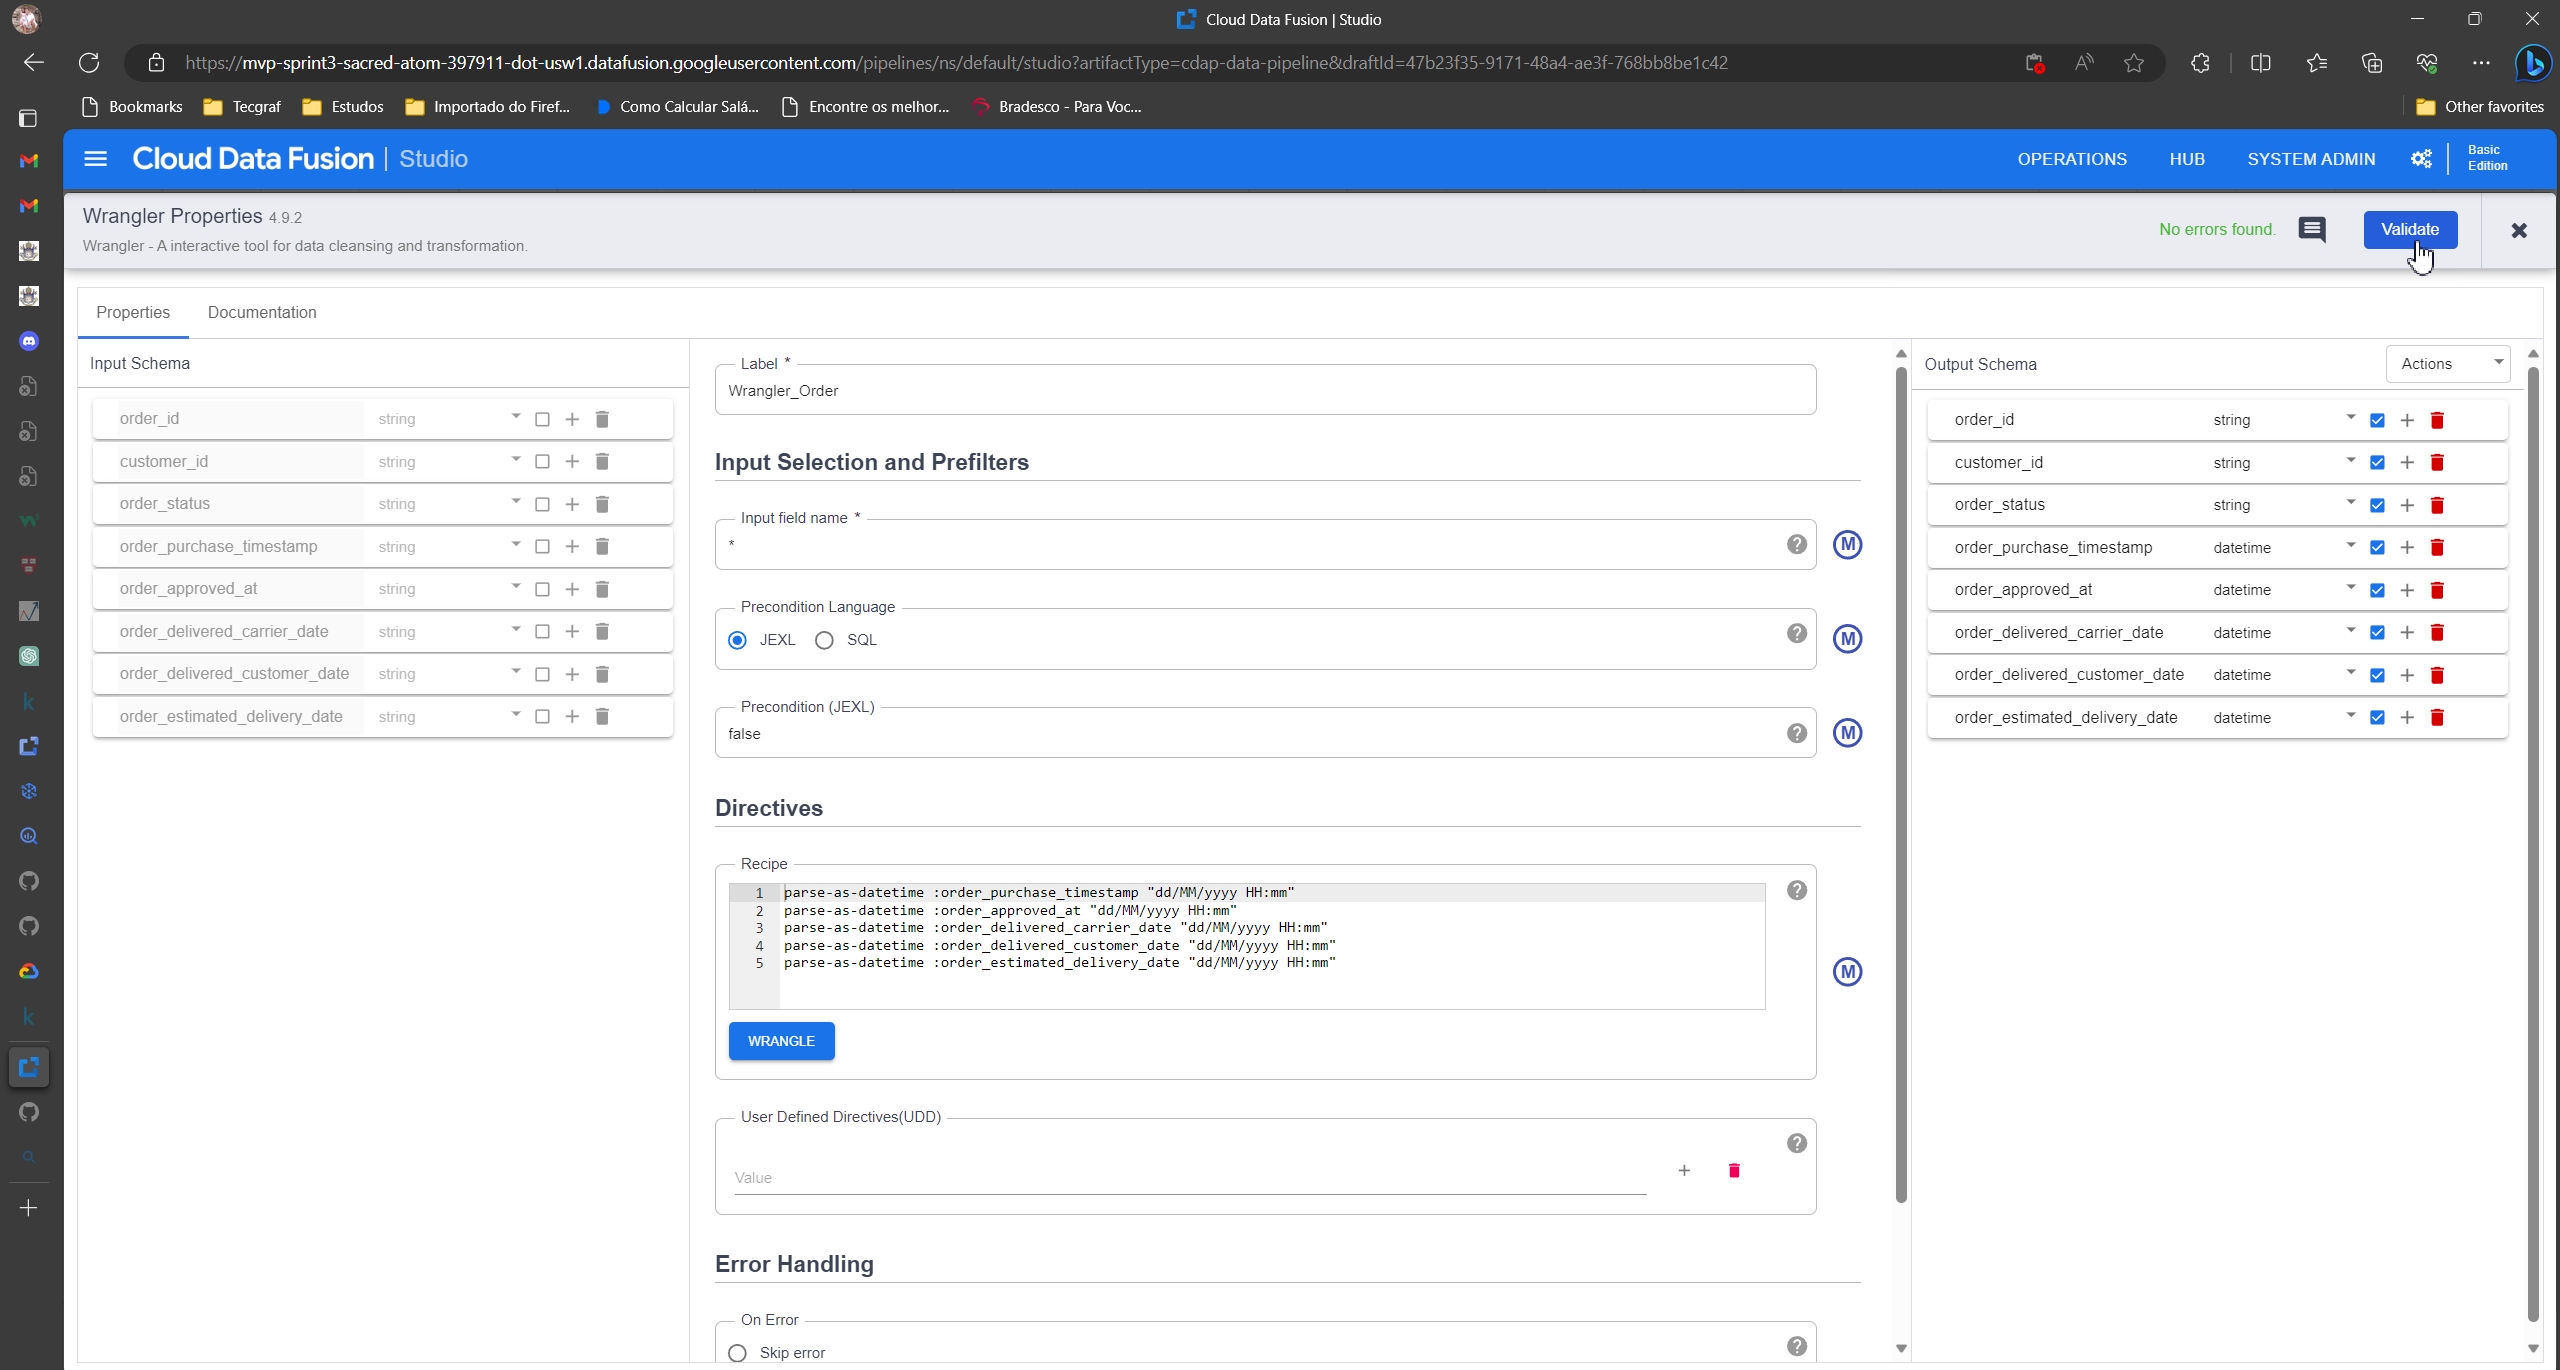 Cloud Data Fusion | Studio
https://mvp-sprint3-sacred-atom-397911-dot-usw1.datafusion.googleusercontent.com/pipelines/ns/default/studio?artifactType=cdap-data-pipeline&draftId=47b23f35-9171-48a4-ae3f-768bb8be1c42
Bookmarks Tecgraf Estudos Importado do Firef... Como Calcular Salá... Encontre os melhor... Bradesco - Para Voc... Other favorites
Cloud Data Fusion | Studio OPERATIONS HUB SYSTEM ADMIN Basic Edition
Wrangler Properties 4.9.2
Wrangler - A interactive tool for data cleansing and transformation.
No errors found. Validate
Properties Documentation
Input Schema
order_id string
customer_id string
order_status string
order_purchase_timestamp string
order_approved_at string
order_delivered_carrier_date string
order_delivered_customer_date string
order_estimated_delivery_date string
Label *
Wrangler_Order
Input Selection and Prefilters
Input field name *
*
Precondition Language
JEXL SQL
Precondition (JEXL)
false
Directives
Recipe
1 parse-as-datetime :order_purchase_timestamp "dd/MM/yyyy HH:mm"
2 parse-as-datetime :order_approved_at "dd/MM/yyyy HH:mm"
3 parse-as-datetime :order_delivered_carrier_date "dd/MM/yyyy HH:mm"
4 parse-as-datetime :order_delivered_customer_date "dd/MM/yyyy HH:mm"
5 parse-as-datetime :order_estimated_delivery_date "dd/MM/yyyy HH:mm"
WRANGLE
User Defined Directives(UDD)
Value
Error Handling
On Error
Skip error
Output Schema Actions
order_id string
customer_id string
order_status string
order_purchase_timestamp datetime
order_approved_at datetime
order_delivered_carrier_date datetime
order_delivered_customer_date datetime
order_estimated_delivery_date datetime